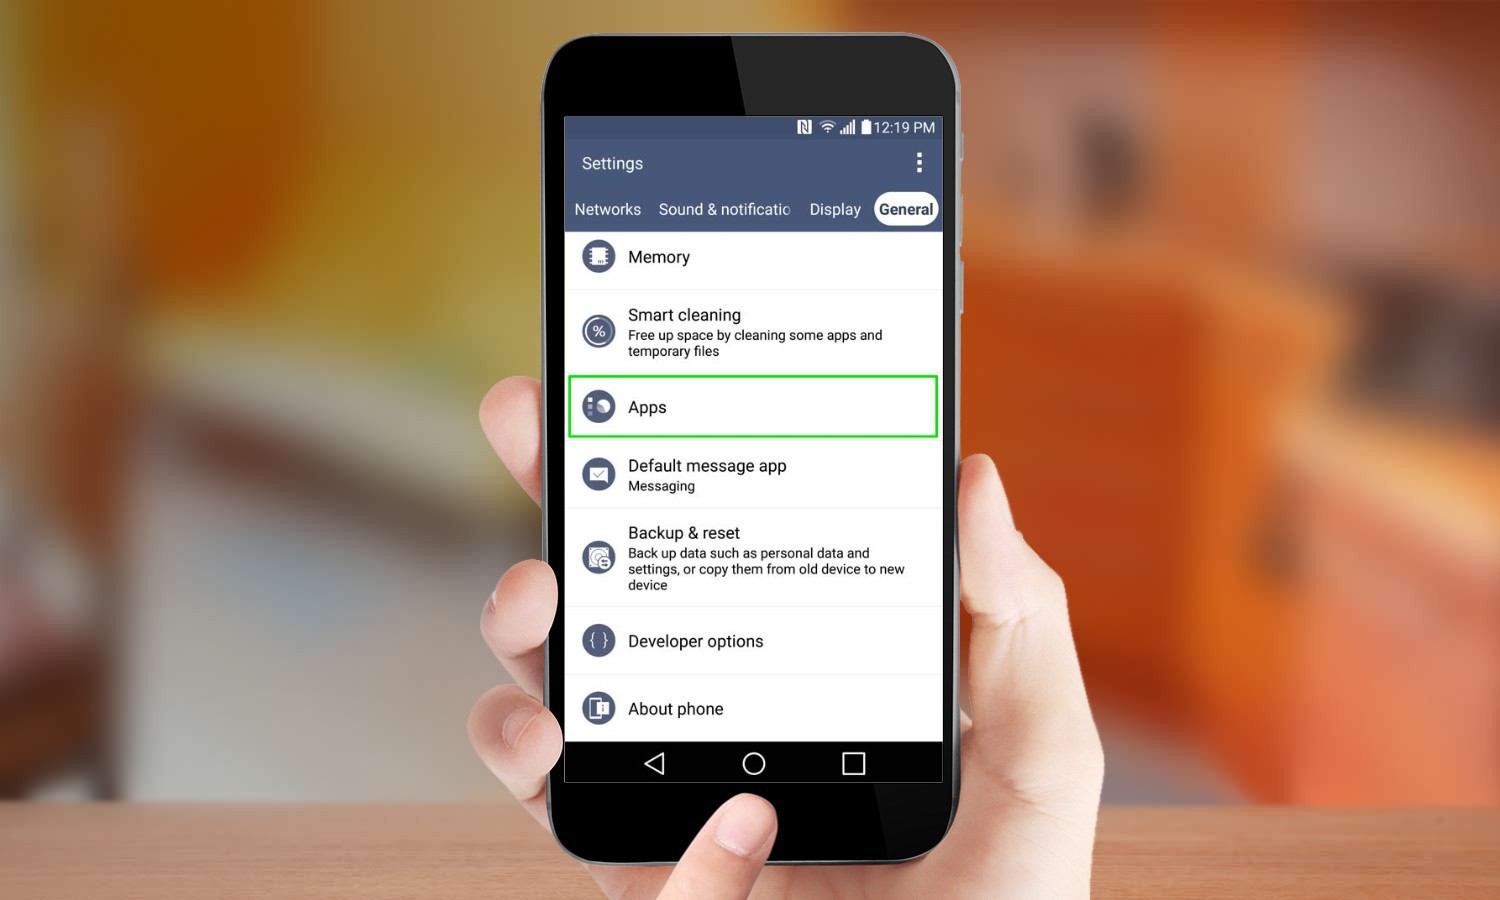 12:19 PM
Settings
Networks Sound & notificatio Display General
Memory
Smart cleaning
Free up space by cleaning some apps and
temporary files
Apps
Default message app
Messaging
Backup & reset
Back up data such as personal data and
settings, or copy them from old device to new
device
Developer options
About phone